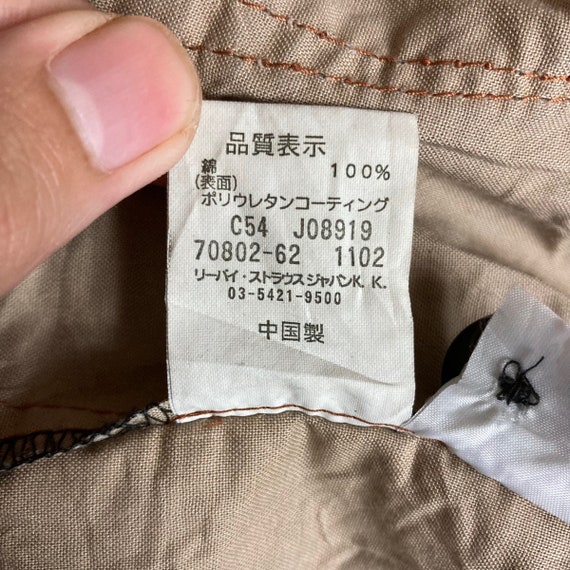 品質表示
綿 100%
(表面)
ポリウレタンコーティング
C54 J08919
70802-62 1102
リーバイ・ストラウスジャパンK.K.
03-5421-9500
中国製